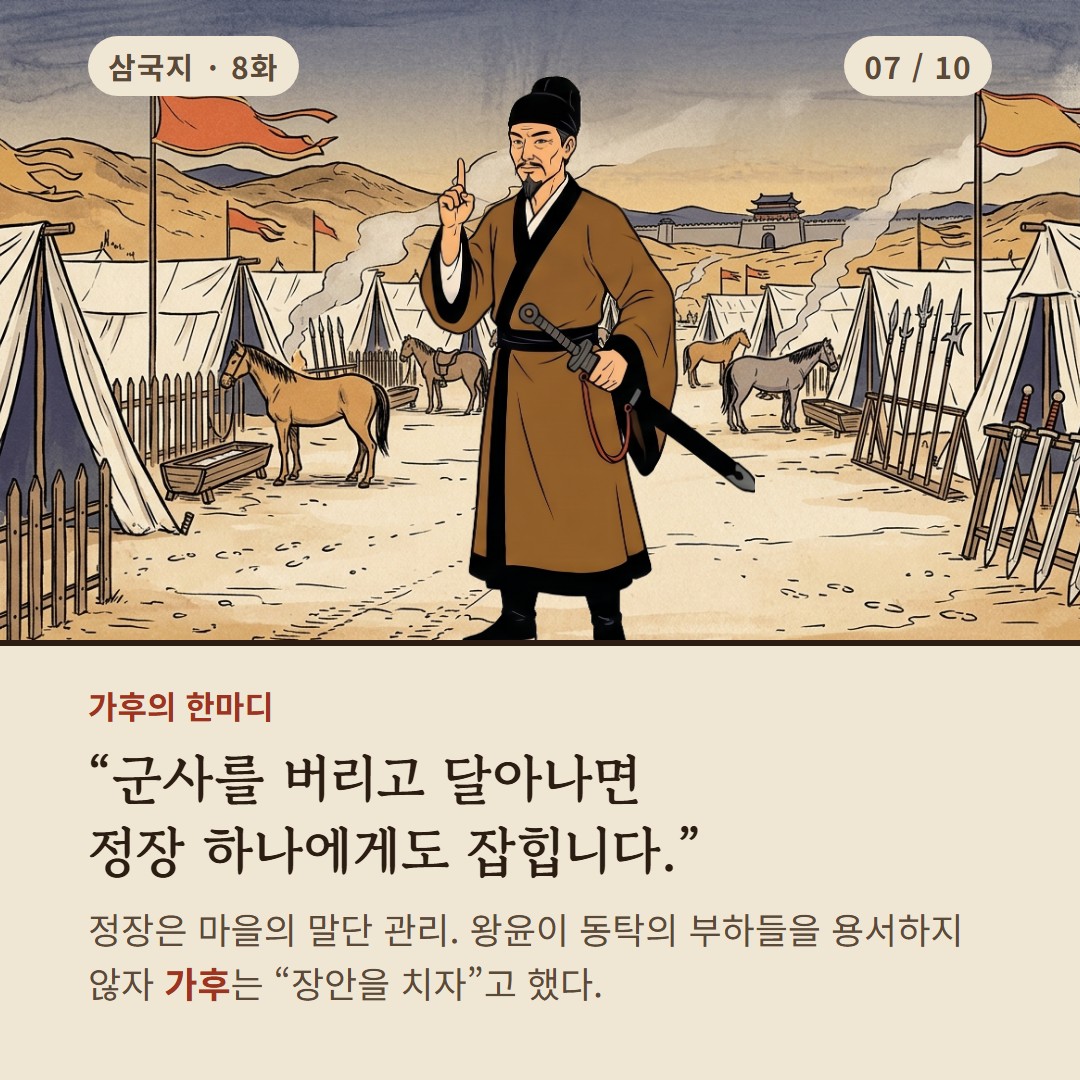 삼국지 · 8화
07 / 10
가후의 한마디
“군사를 버리고 달아나면
정장 하나에게도 잡힙니다.”
정장은 마을의 말단 관리. 왕윤이 동탁의 부하들을 용서하지
않자 가후는 “장안을 치자”고 했다.